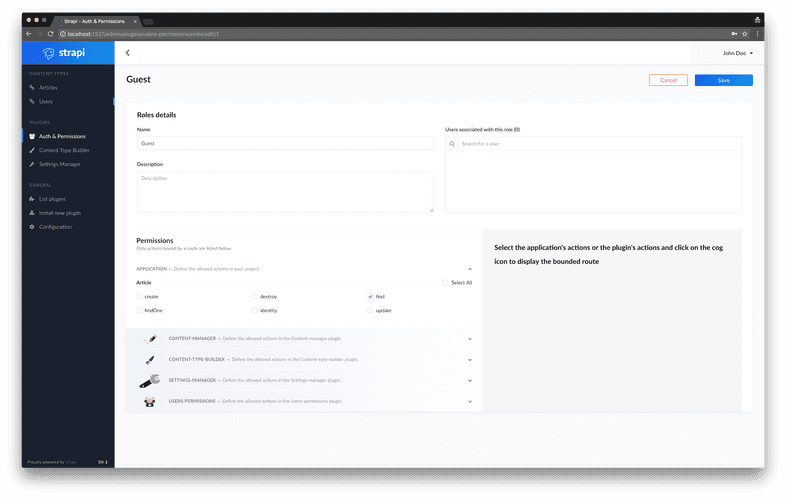 Strapi - Auth & Permissions
localhost:1337/admin/plugins/users-permissions/roles/edit/1
strapi
John Doe
CONTENT TYPES
Articles
Users
PLUGINS
Auth & Permissions
Content Type Builder
Settings Manager
GENERAL
List plugins
Install new plugin
Configuration
Proudly powered by Strapi
EN
Guest
Cancel
Save
Roles details
Name
Guest
Description
Description
Users associated with this role (0)
Search for a user
Permissions
Only actions bound by a route are listed below.
APPLICATION — Define the allowed actions in your project.
Article
Select All
create
destroy
find
findOne
identity
update
CONTENT-MANAGER — Define the allowed actions in the Content-manager plugin.
CONTENT-TYPE-BUILDER — Define the allowed actions in the Content-type-builder plugin.
SETTINGS-MANAGER — Define the allowed actions in the Settings-manager plugin.
USERS-PERMISSIONS — Define the allowed actions in the Users-permissions plugin.
Select the application's actions or the plugin's actions and click on the cog
icon to display the bounded route